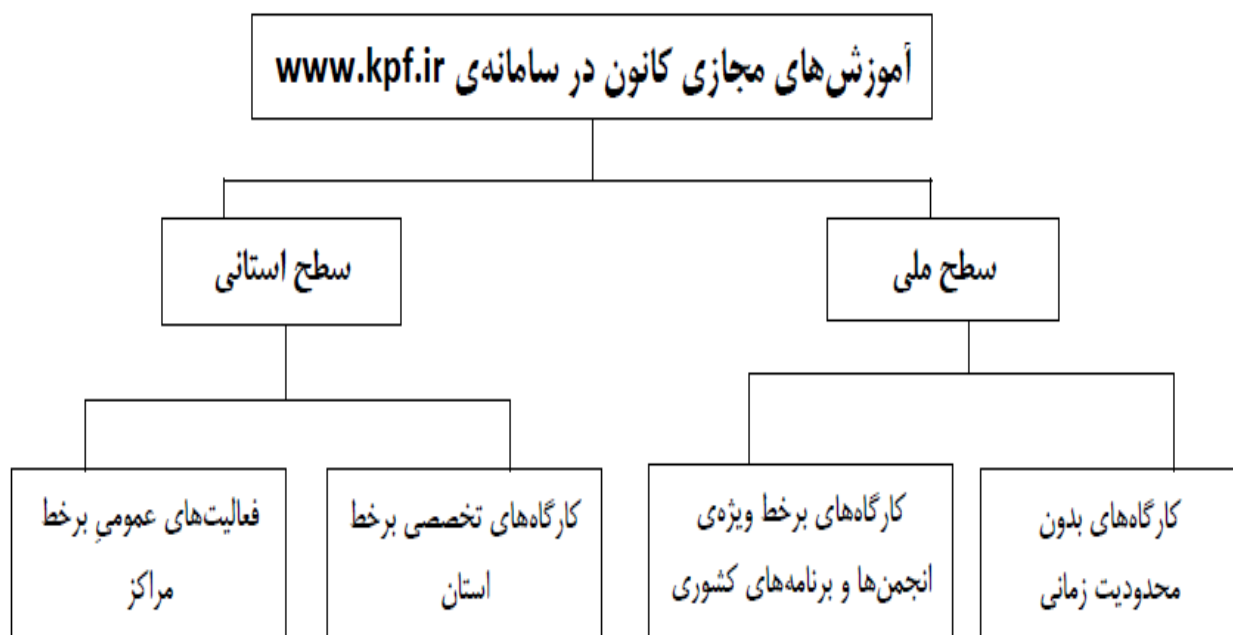 آموزش‌های مجازی کانون در سامانه‌ی www.kpf.ir
سطح ملی
سطح استانی
کارگاه‌های بدون
محدودیت زمانی
کارگاه‌های برخط ویژه‌ی
انجمن‌ها و برنامه‌های کشوری
کارگاه‌های تخصصی برخط
استان
فعالیت‌های عمومیِ برخط
مراکز